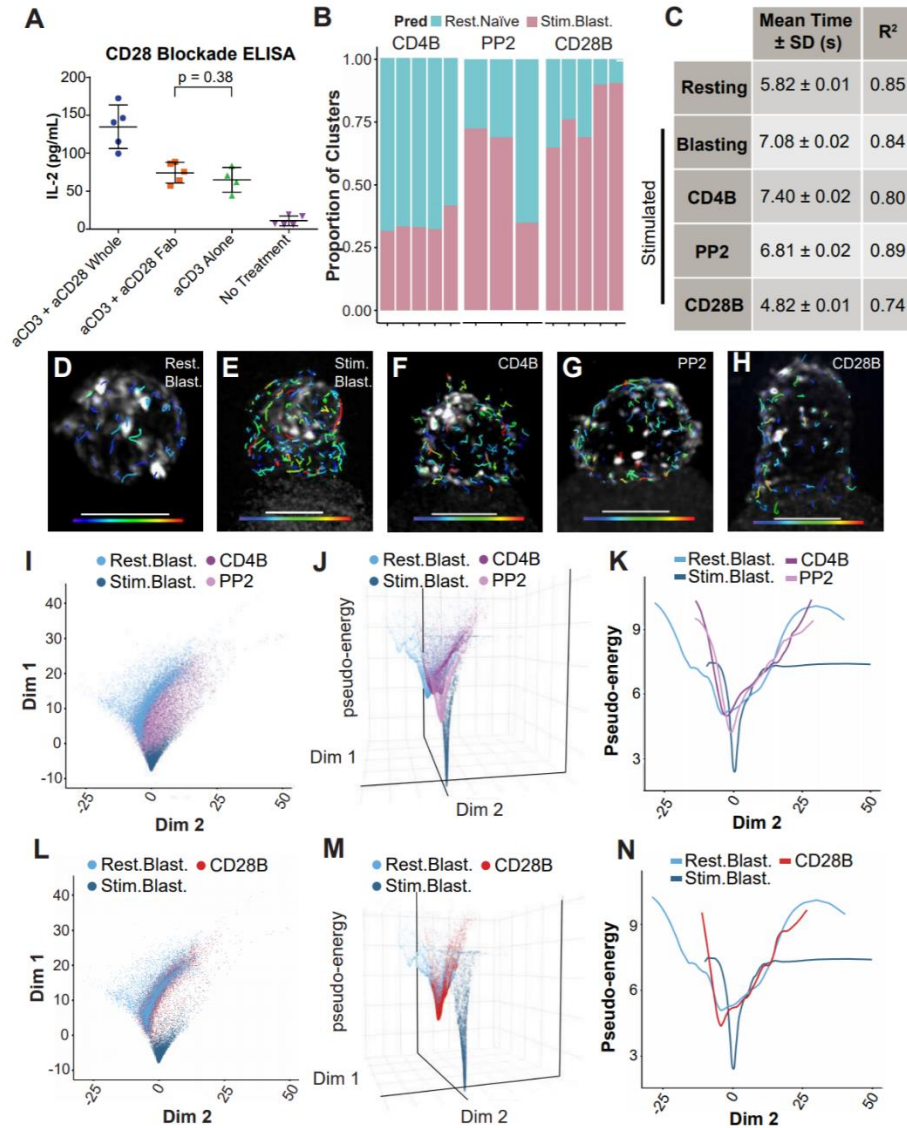 A
CD28 Blockade ELISA
p = 0.38
IL-2 (pg/mL)
200
150
100
50
0
aCD3 + aCD28 Whole
aCD3 + aCD28 Fab
aCD3 Alone
No Treatment
B
Pred Rest.Naïve Stim.Blast.
CD4B PP2 CD28B
Proportion of Clusters
1.00
0.75
0.50
0.25
0.00
C
Mean Time ± SD (s) R²
Resting 5.82 ± 0.01 0.85
Stimulated
Blasting 7.08 ± 0.02 0.84
CD4B 7.40 ± 0.02 0.80
PP2 6.81 ± 0.02 0.89
CD28B 4.82 ± 0.01 0.74
D
Rest.
Blast.
E
Stim.
Blast.
F
CD4B
G
PP2
H
CD28B
I
Rest.Blast. CD4B
Stim.Blast. PP2
Dim 1
40
30
20
10
0
-10
-25 0 25 50
Dim 2
J
Rest.Blast. CD4B
Stim.Blast. PP2
pseudo-energy
Dim 1
Dim 2
K
Rest.Blast. CD4B
Stim.Blast. PP2
Pseudo-energy
9
6
3
-25 0 25 50
Dim 2
L
Rest.Blast. CD28B
Stim.Blast.
Dim 1
40
30
20
10
0
-10
-25 0 25 50
Dim 2
M
Rest.Blast. CD28B
Stim.Blast.
pseudo-energy
Dim 1
Dim 2
N
Rest.Blast. CD28B
Stim.Blast.
Pseudo-energy
9
6
3
-25 0 25 50
Dim 2